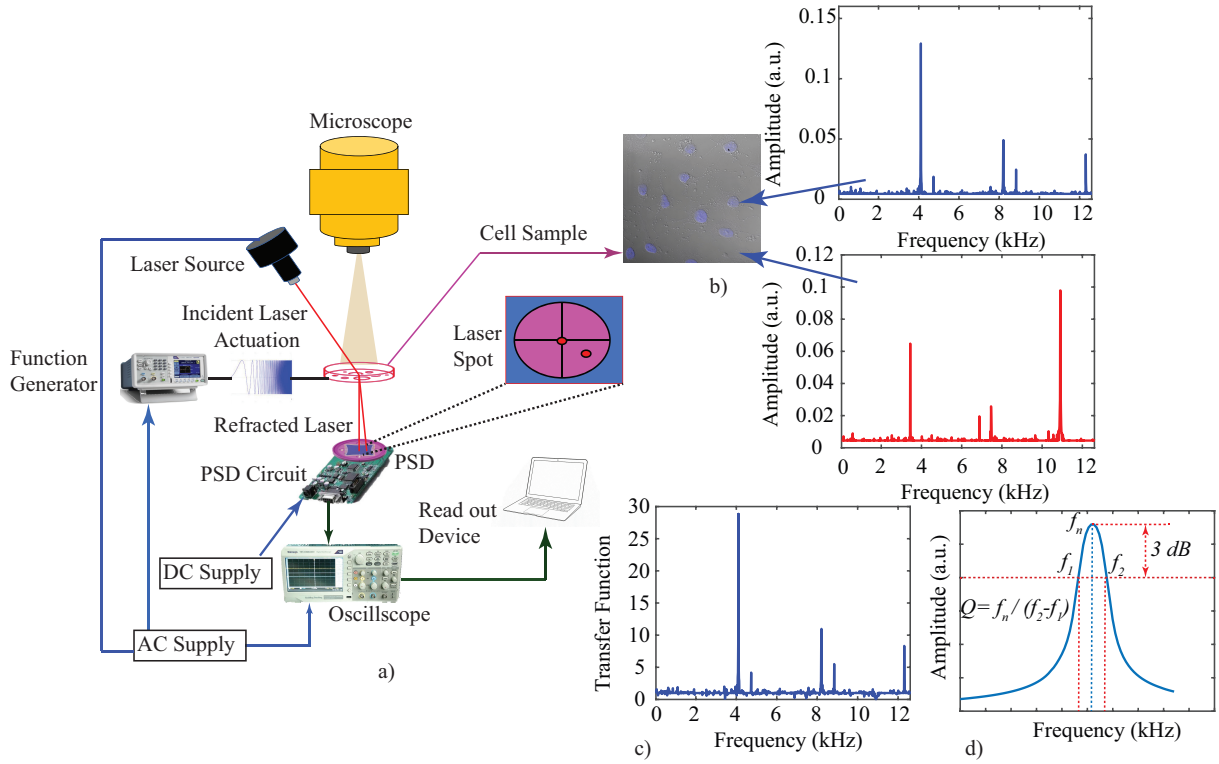 Microscope
Laser Source
Incident Laser
Actuation
Function
Generator
Cell Sample
Laser
Spot
Refracted Laser
PSD
PSD Circuit
Read out
Device
DC Supply
Oscillscope
AC Supply
a)
b)
Amplitude (a.u.)
0.15
0.1
0.05
0
0 2 4 6 8 10 12
Frequency (kHz)
Amplitude (a.u.)
0.12
0.1
0.08
0.06
0.04
0.02
0
0 2 4 6 8 10 12
Frequency (kHz)
Transfer Function
30
25
20
15
10
5
0
0 2 4 6 8 10 12
Frequency (kHz)
c)
Amplitude (a.u.)
fn
3 dB
f1 f2
Q= fn / (f2-f1)
Frequency (kHz)
d)